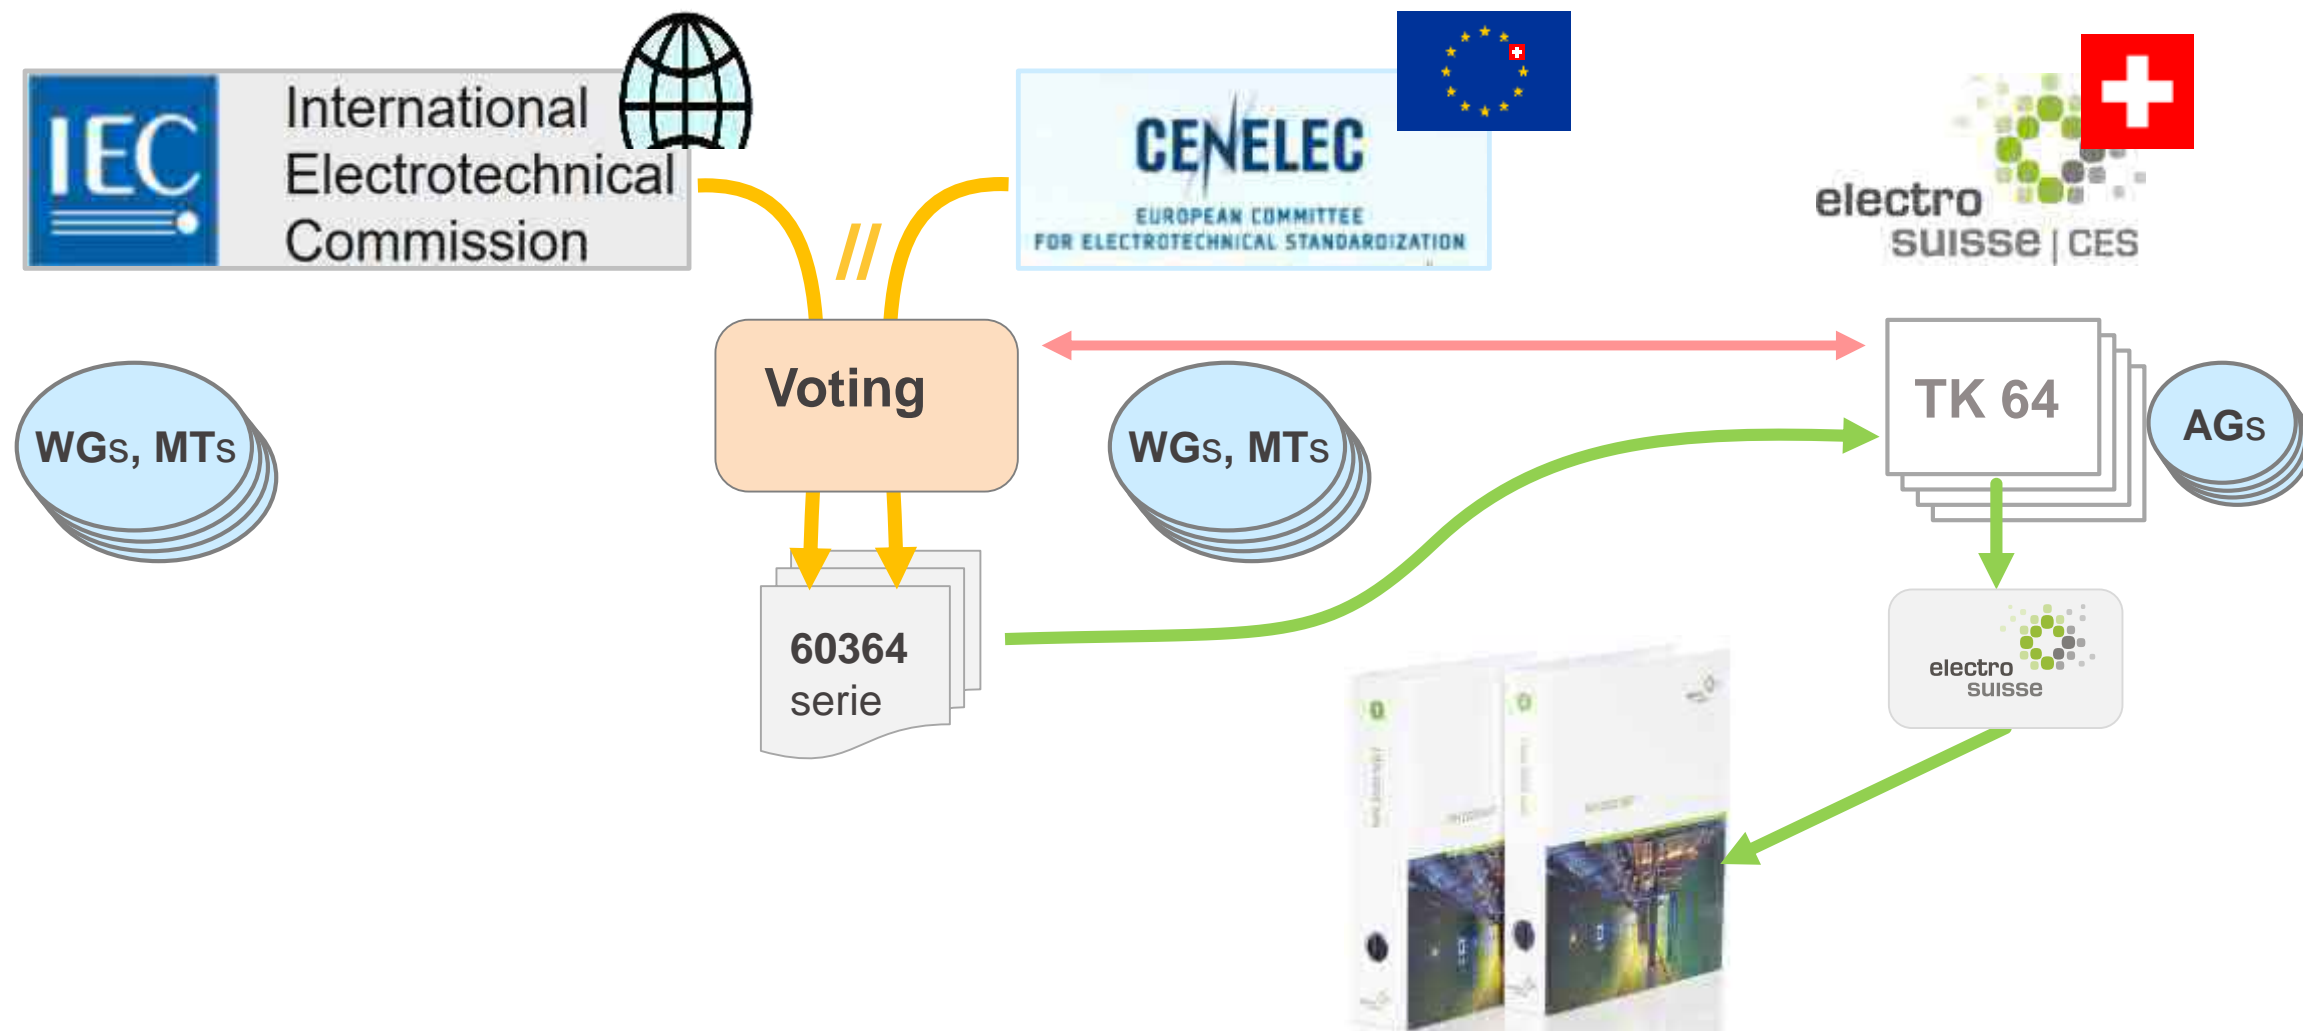 IEC
International
Electrotechnical
Commission
CENELEC
EUROPEAN COMMITTEE
FOR ELECTROTECHNICAL STANDARDIZATION
electro
suisse | CES
//
Voting
TK 64
AGs
WGs, MTs
WGs, MTs
60364
serie
electro
suisse